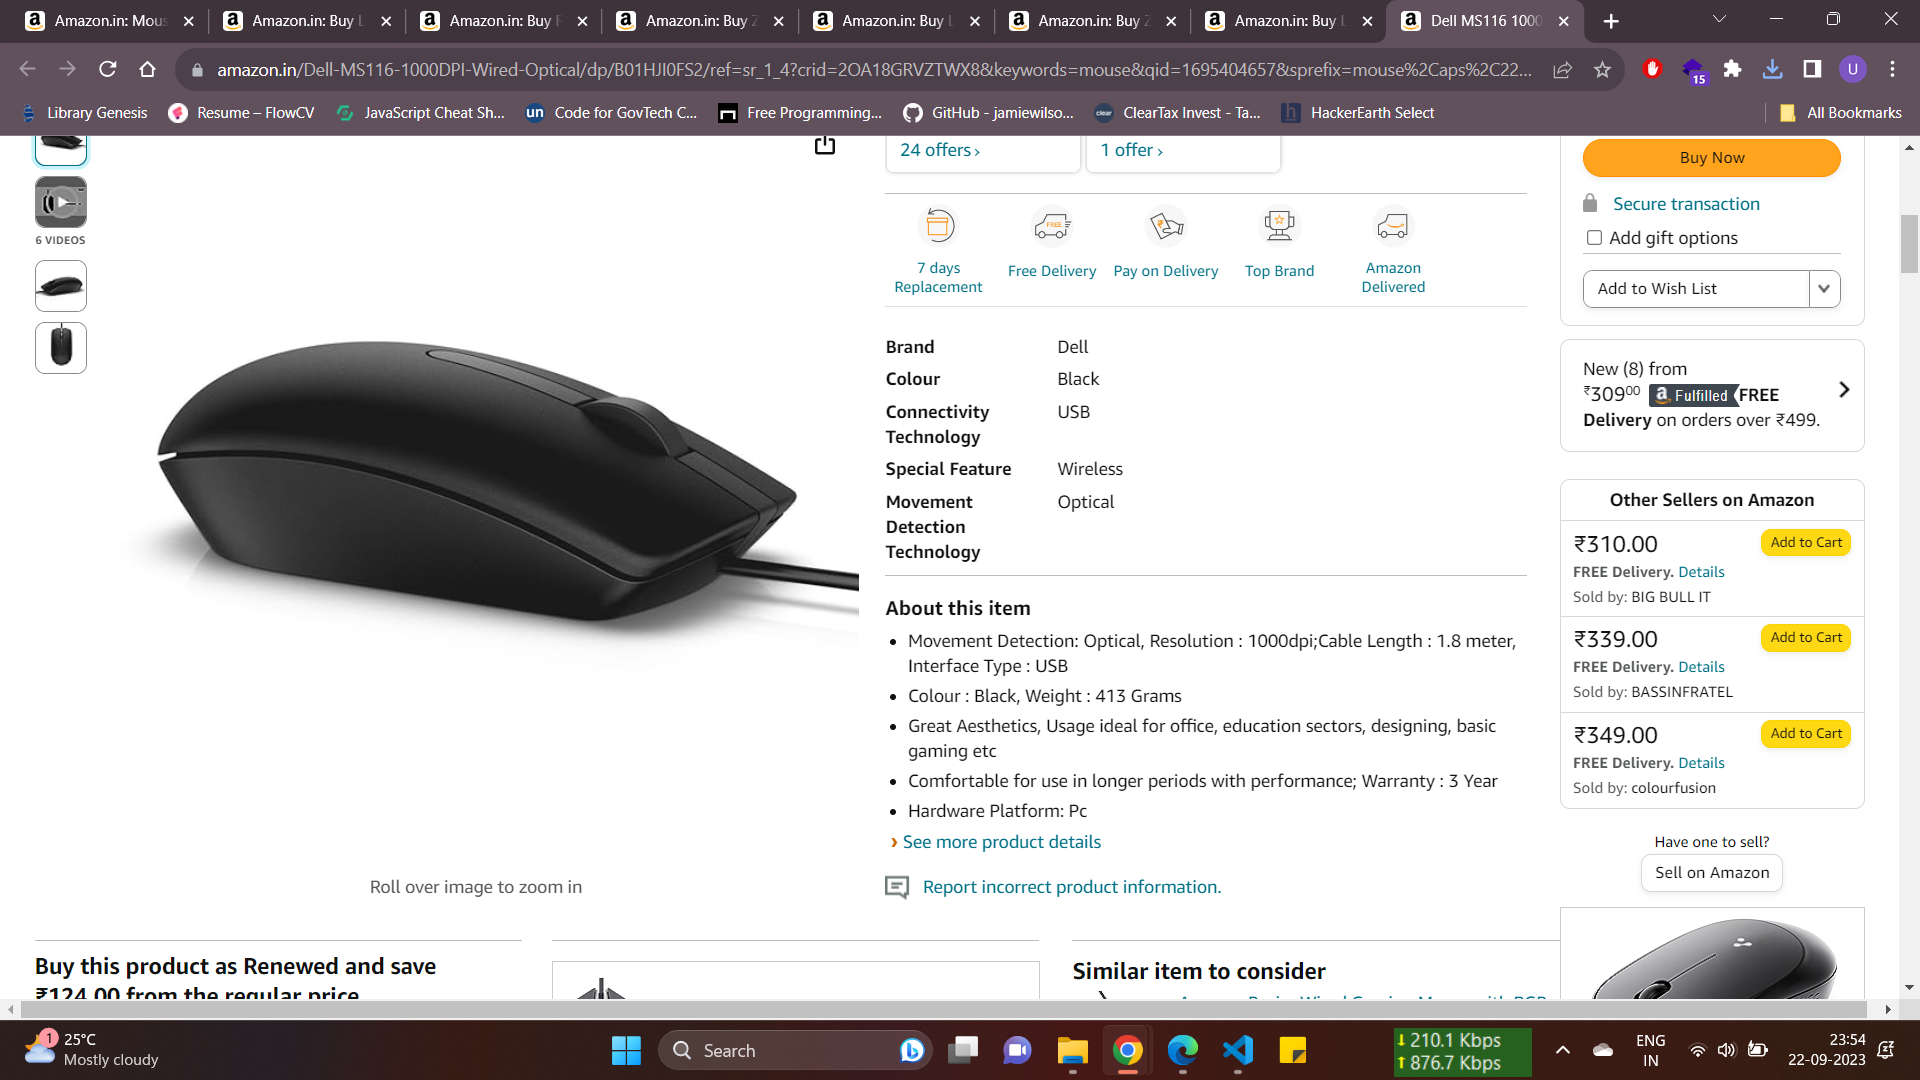 Amazon.in: Mous
Amazon.in: Buy L
Amazon.in: Buy
Amazon.in: Buy Z
Amazon.in: Buy L
Amazon.in: Buy Z
Amazon.in: Buy L
Dell MS116 1000
amazon.in/Dell-MS116-1000DPI-Wired-Optical/dp/B01HJI0FS2/ref=sr_1_4?crid=2OA18GRVZTWX8&keywords=mouse&qid=1695404657&sprefix=mouse%2Caps%2C22...
15
U
Library Genesis
Resume – FlowCV
JavaScript Cheat Sh...
un
Code for GovTech C...
Free Programming...
GitHub - jamiewilso...
clear
ClearTax Invest - Ta...
h
HackerEarth Select
All Bookmarks
6 VIDEOS
Roll over image to zoom in
24 offers ›
1 offer ›
FREE
7 days
Replacement
Free Delivery
Pay on Delivery
Top Brand
Amazon
Delivered
Brand Dell
Colour Black
Connectivity USB
Technology
Special Feature Wireless
Movement Optical
Detection
Technology
About this item
• Movement Detection: Optical, Resolution : 1000dpi;Cable Length : 1.8 meter,
Interface Type : USB
• Colour : Black, Weight : 413 Grams
• Great Aesthetics, Usage ideal for office, education sectors, designing, basic
gaming etc
• Comfortable for use in longer periods with performance; Warranty : 3 Year
• Hardware Platform: Pc
› See more product details
Report incorrect product information.
Buy Now
Secure transaction
Add gift options
Add to Wish List
New (8) from
₹309⁰⁰ a Fulfilled FREE
Delivery on orders over ₹499.
Other Sellers on Amazon
₹310.00
Add to Cart
FREE Delivery. Details
Sold by: BIG BULL IT
₹339.00
Add to Cart
FREE Delivery. Details
Sold by: BASSINFRATEL
₹349.00
Add to Cart
FREE Delivery. Details
Sold by: colourfusion
Have one to sell?
Sell on Amazon
Buy this product as Renewed and save
₹124.00 from the regular price
Similar item to consider
1
25°C
Mostly cloudy
Search
↓ 210.1 Kbps
↑ 876.7 Kbps
ENG
IN
23:54
22-09-2023